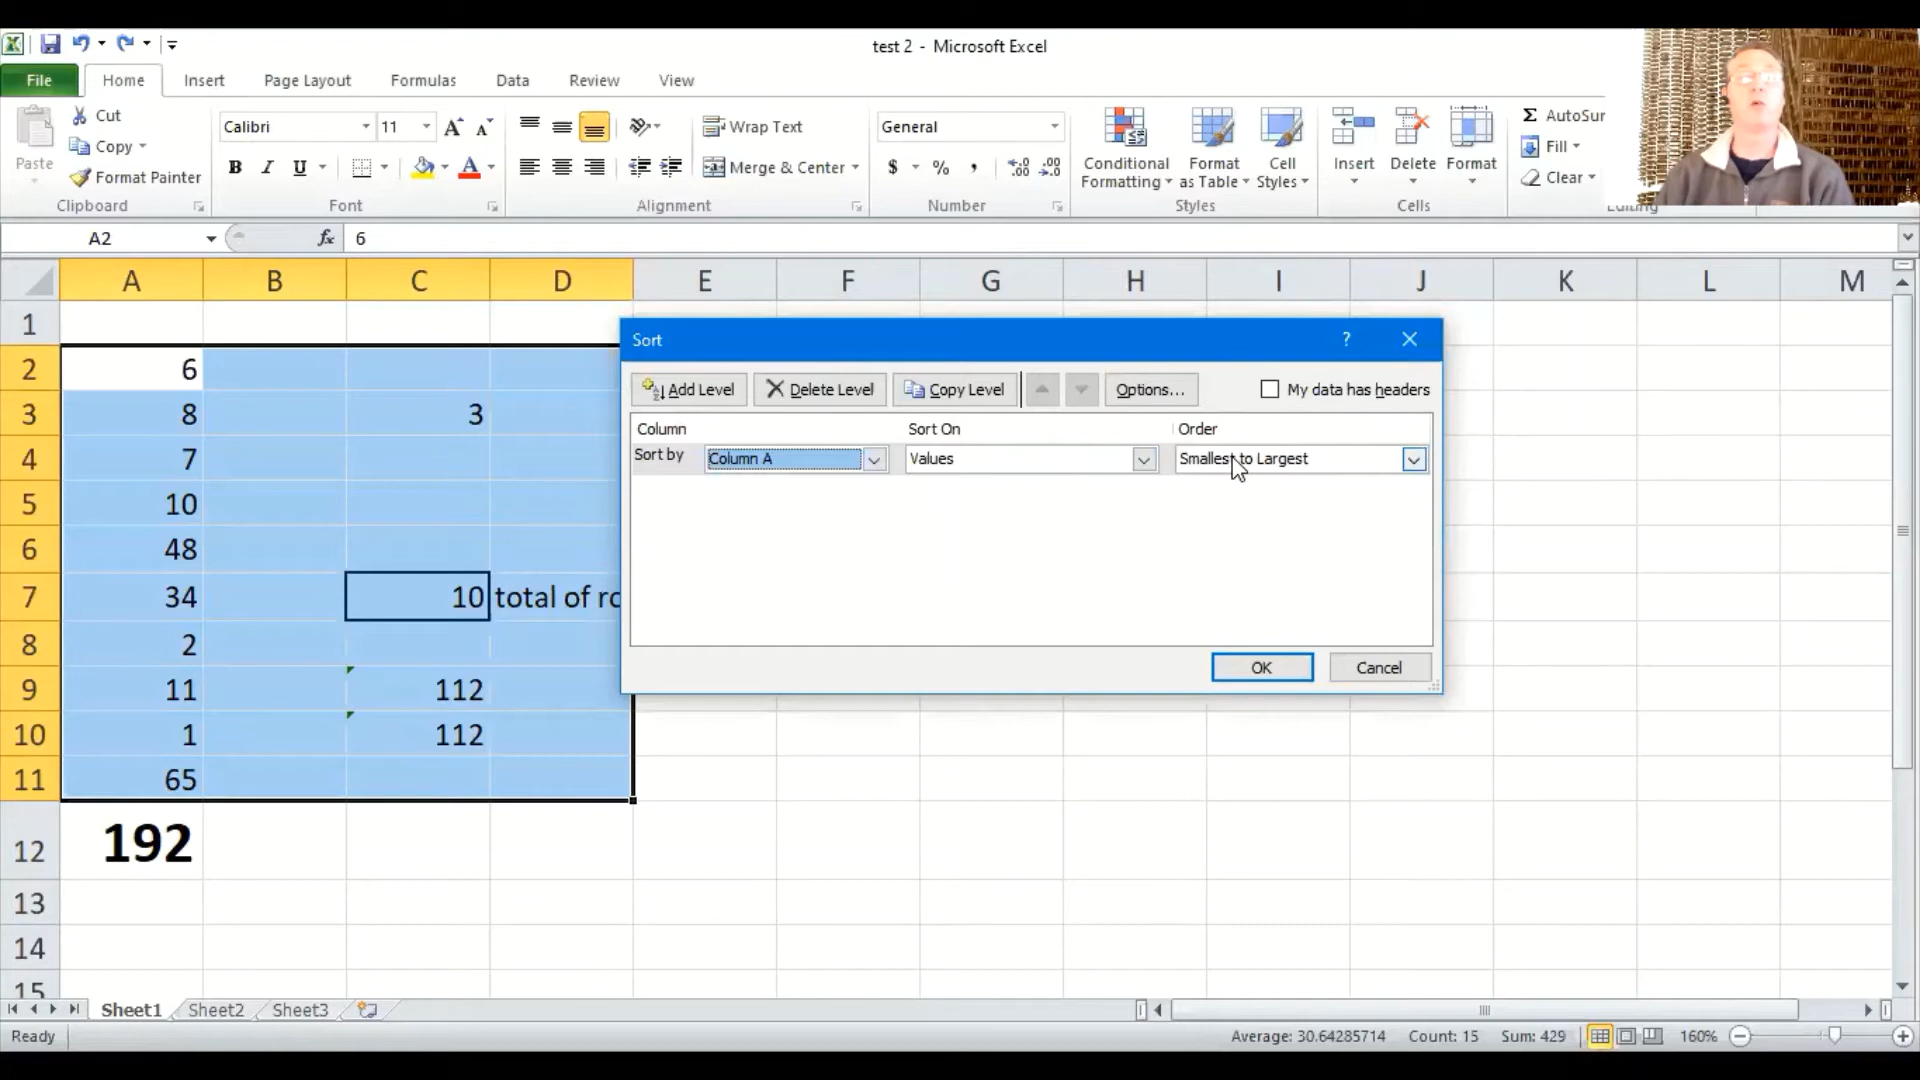 test 2 - Microsoft Excel
File Home Insert Page Layout Formulas Data Review View
Paste Cut Copy Format Painter Clipboard
Calibri 11 B I U Font
Wrap Text Merge & Center Alignment
General $ % , .00 Number
Conditional Formatting Format as Table Cell Styles Styles
Insert Delete Format Cells
Σ AutoSu Fill Clear Editing
A2 fx 6
A B C D E F G H I J K L M
1
2 6
3 8 3
4 7
5 10
6 48
7 34 10 total of ro
8 2
9 11 112
10 1 112
11 65
12 192
13
14
15
Sort ?
Add Level Delete Level Copy Level Options... My data has headers
Column Sort On Order
Sort by Column A Values Smallest to Largest
OK Cancel
Sheet1 Sheet2 Sheet3
Ready Average: 30.64285714 Count: 15 Sum: 429 160%